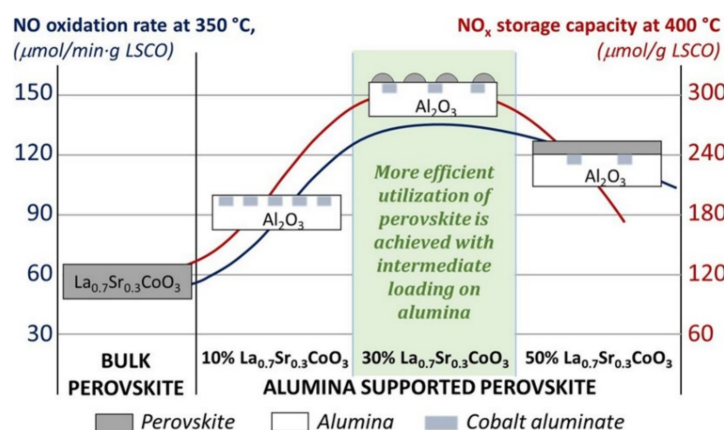 NO oxidation rate at 350 °C,
(μmol/min·g LSCO)
NOₓ storage capacity at 400 °C
(μmol/g LSCO)
150
120
90
60
30
300
240
180
120
60
La₀.₇Sr₀.₃CoO₃
Al₂O₃
Al₂O₃
Al₂O₃
More efficient
utilization of
perovskite is
achieved with
intermediate
loading on
alumina
BULK
PEROVSKITE
10% La₀.₇Sr₀.₃CoO₃
30% La₀.₇Sr₀.₃CoO₃
50% La₀.₇Sr₀.₃CoO₃
ALUMINA SUPPORTED PEROVSKITE
Perovskite
Alumina
Cobalt aluminate